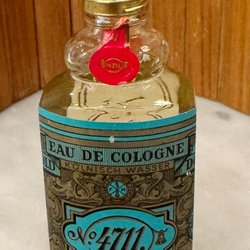 EAU DE COLOGNE
KÖLNISCH WASSER
No. 4711.